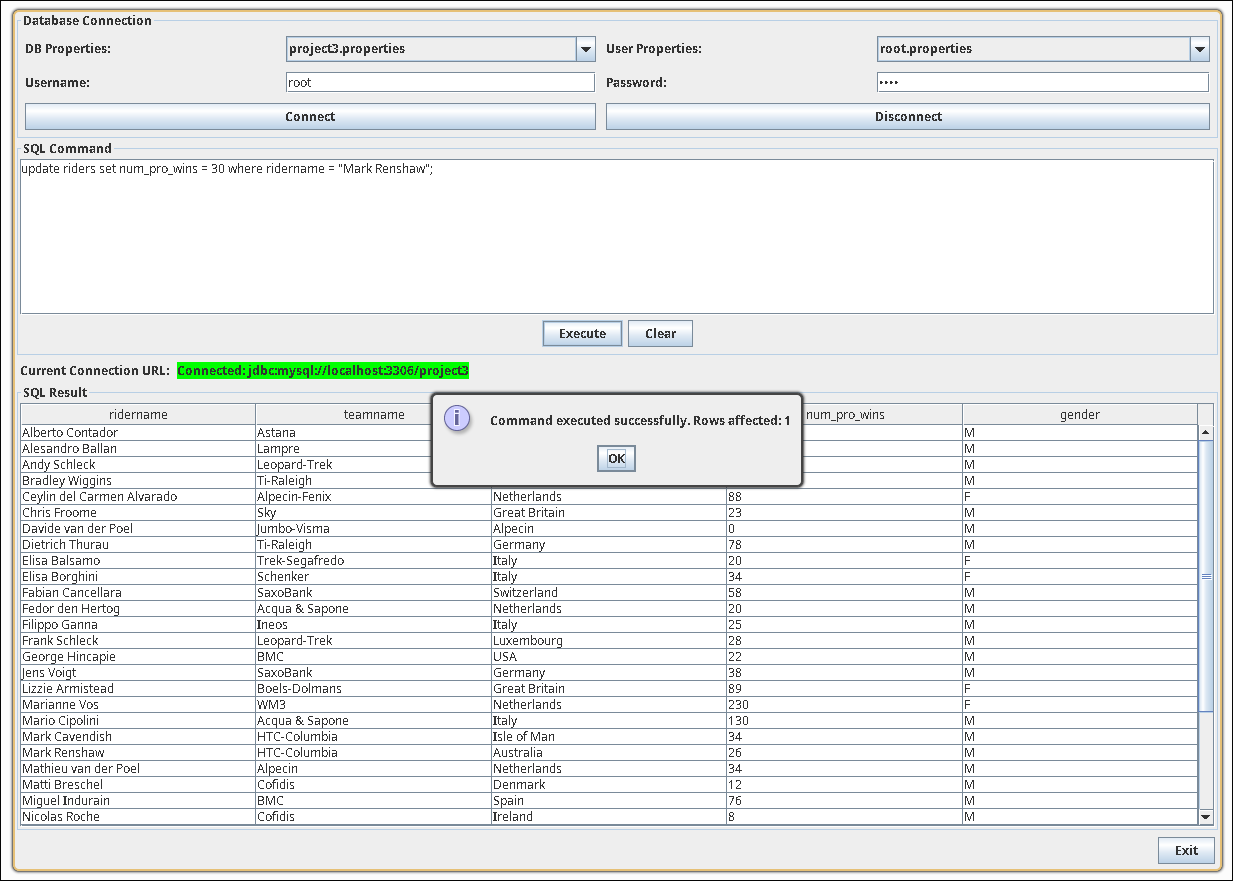 Database Connection
DB Properties: project3.properties User Properties: root.properties
Username: root Password: ••••
Connect Disconnect
SQL Command
update riders set num_pro_wins = 30 where ridername = "Mark Renshaw";
Execute Clear
Current Connection URL: Connected: jdbc:mysql://localhost:3306/project3
SQL Result
ridername teamname num_pro_wins gender
Command executed successfully. Rows affected: 1
OK
Alberto Contador Astana M
Alesandro Ballan Lampre M
Andy Schleck Leopard-Trek M
Bradley Wiggins Ti-Raleigh M
Ceylin del Carmen Alvarado Alpecin-Fenix Netherlands 88 F
Chris Froome Sky Great Britain 23 M
Davide van der Poel Jumbo-Visma Alpecin 0 M
Dietrich Thurau Ti-Raleigh Germany 78 M
Elisa Balsamo Trek-Segafredo Italy 20 F
Elisa Borghini Schenker Italy 34 F
Fabian Cancellara SaxoBank Switzerland 58 M
Fedor den Hertog Acqua & Sapone Netherlands 20 M
Filippo Ganna Ineos Italy 25 M
Frank Schleck Leopard-Trek Luxembourg 28 M
George Hincapie BMC USA 22 M
Jens Voigt SaxoBank Germany 38 M
Lizzie Armistead Boels-Dolmans Great Britain 89 F
Marianne Vos WM3 Netherlands 230 F
Mario Cipolini Acqua & Sapone Italy 130 M
Mark Cavendish HTC-Columbia Isle of Man 34 M
Mark Renshaw HTC-Columbia Australia 26 M
Mathieu van der Poel Alpecin Netherlands 34 M
Matti Breschel Cofidis Denmark 12 M
Miguel Indurain BMC Spain 76 M
Nicolas Roche Cofidis Ireland 8 M
Exit